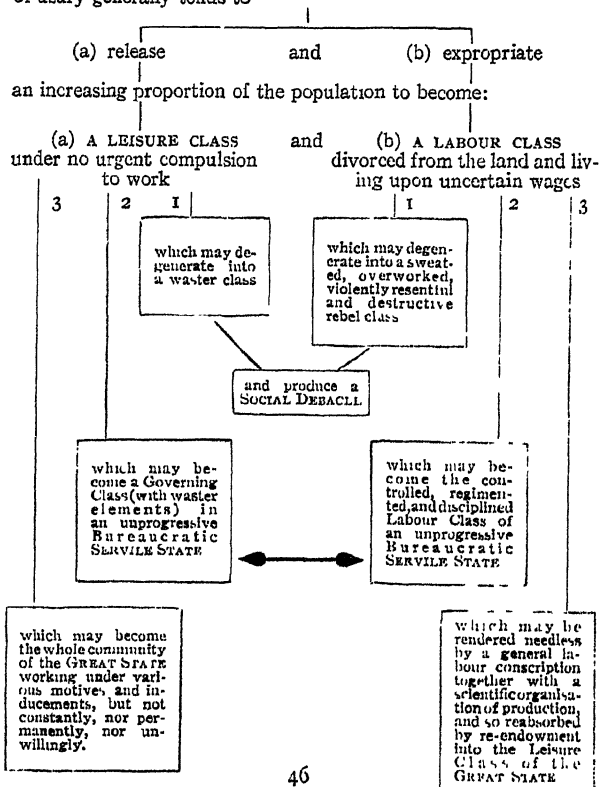 of usury generally tends to
(a) release and (b) expropriate
an increasing proportion of the population to become:
(a) A LEISURE CLASS and (b) A LABOUR CLASS
under no urgent compulsion
to work
divorced from the land and liv-
ing upon uncertain wages
3 2 1 1 2 3
which may de-
generate into
a waster class
which may degen-
erate into a sweat-
ed, overworked,
violently resentful
and destructive
rebel class
and produce a
SOCIAL DEBACLE
which may be-
come a Governing
Class (with waster
elements) in
an unprogressive
Bureaucratic
SERVILE STATE
which may be-
come the con-
trolled, regimen-
ted, and disciplined
Labour Class of
an unprogressive
Bureaucratic
SERVILE STATE
which may become
the whole community
of the GREAT STATE
working under vari-
ous motives and in-
ducements, but not
constantly, nor per-
manently, nor un-
willingly.
which may be
rendered needless
by a general la-
bour conscription
together with a
scientific organisa-
tion of production,
and so reabsorbed
by re-endowment
into the Leisure
Class of the
GREAT STATE
46